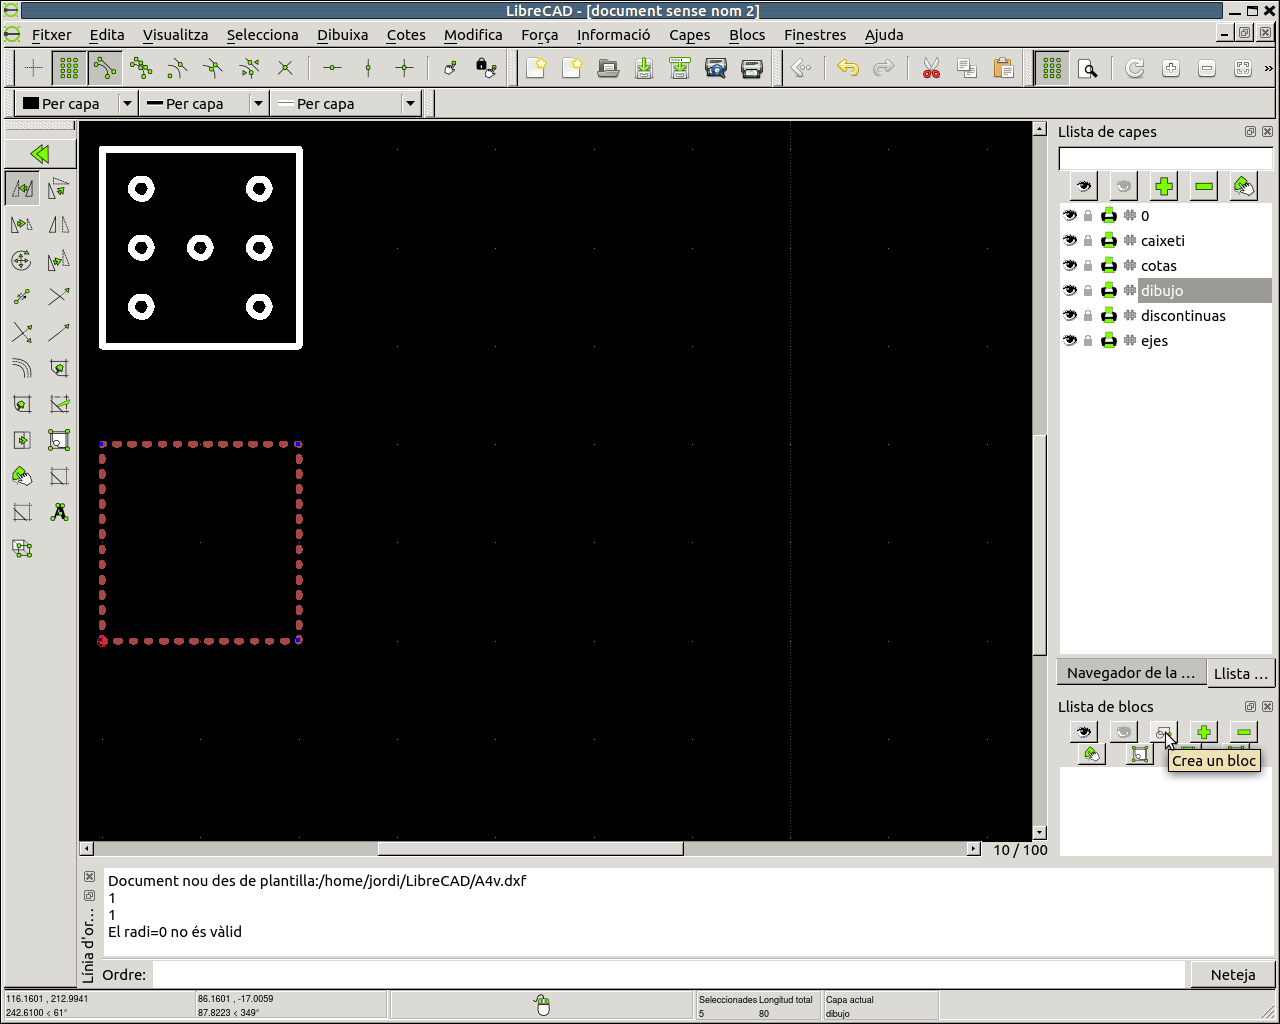 LibreCAD - [document sense nom 2]
Fitxer Edita Visualitza Selecciona Dibuixa Cotes Modifica Força Informació Capes Blocs Finestres Ajuda
Per capa Per capa Per capa
Llista de capes
0
caixeti
cotas
dibujo
discontinuas
ejes
Navegador de la ... Llista ...
Llista de blocs
Crea un bloc
10 / 100
Línia d'or...
Document nou des de plantilla:/home/jordi/LibreCAD/A4v.dxf
1
1
El radi=0 no és vàlid
Ordre: Neteja
116.1601 , 212.9941 86.1601 , -17.0059 Seleccionades Longitud total Capa actual
242.6100 < 61° 87.8223 < 349° 5 80 dibujo